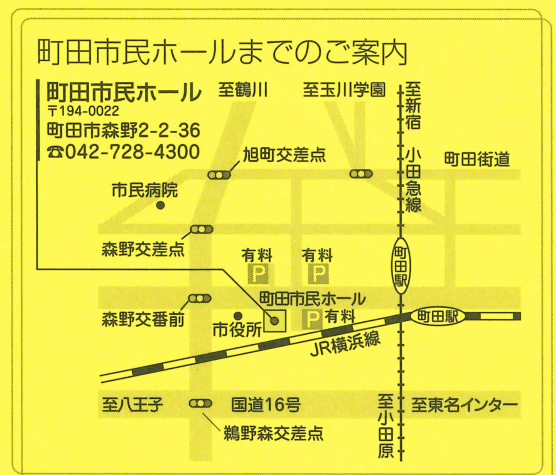 町田市民ホールまでのご案内
町田市民ホール
〒194-0022
町田市森野2-2-36
☎042-728-4300
至鶴川
至玉川学園
至新宿
小田急線
町田街道
旭町交差点
市民病院
森野交差点
有料
P
有料
P
町田駅
町田市民ホール
森野交番前
市役所
P有料
町田駅
JR横浜線
至八王子
国道16号
至小田原
至東名インター
鵜野森交差点